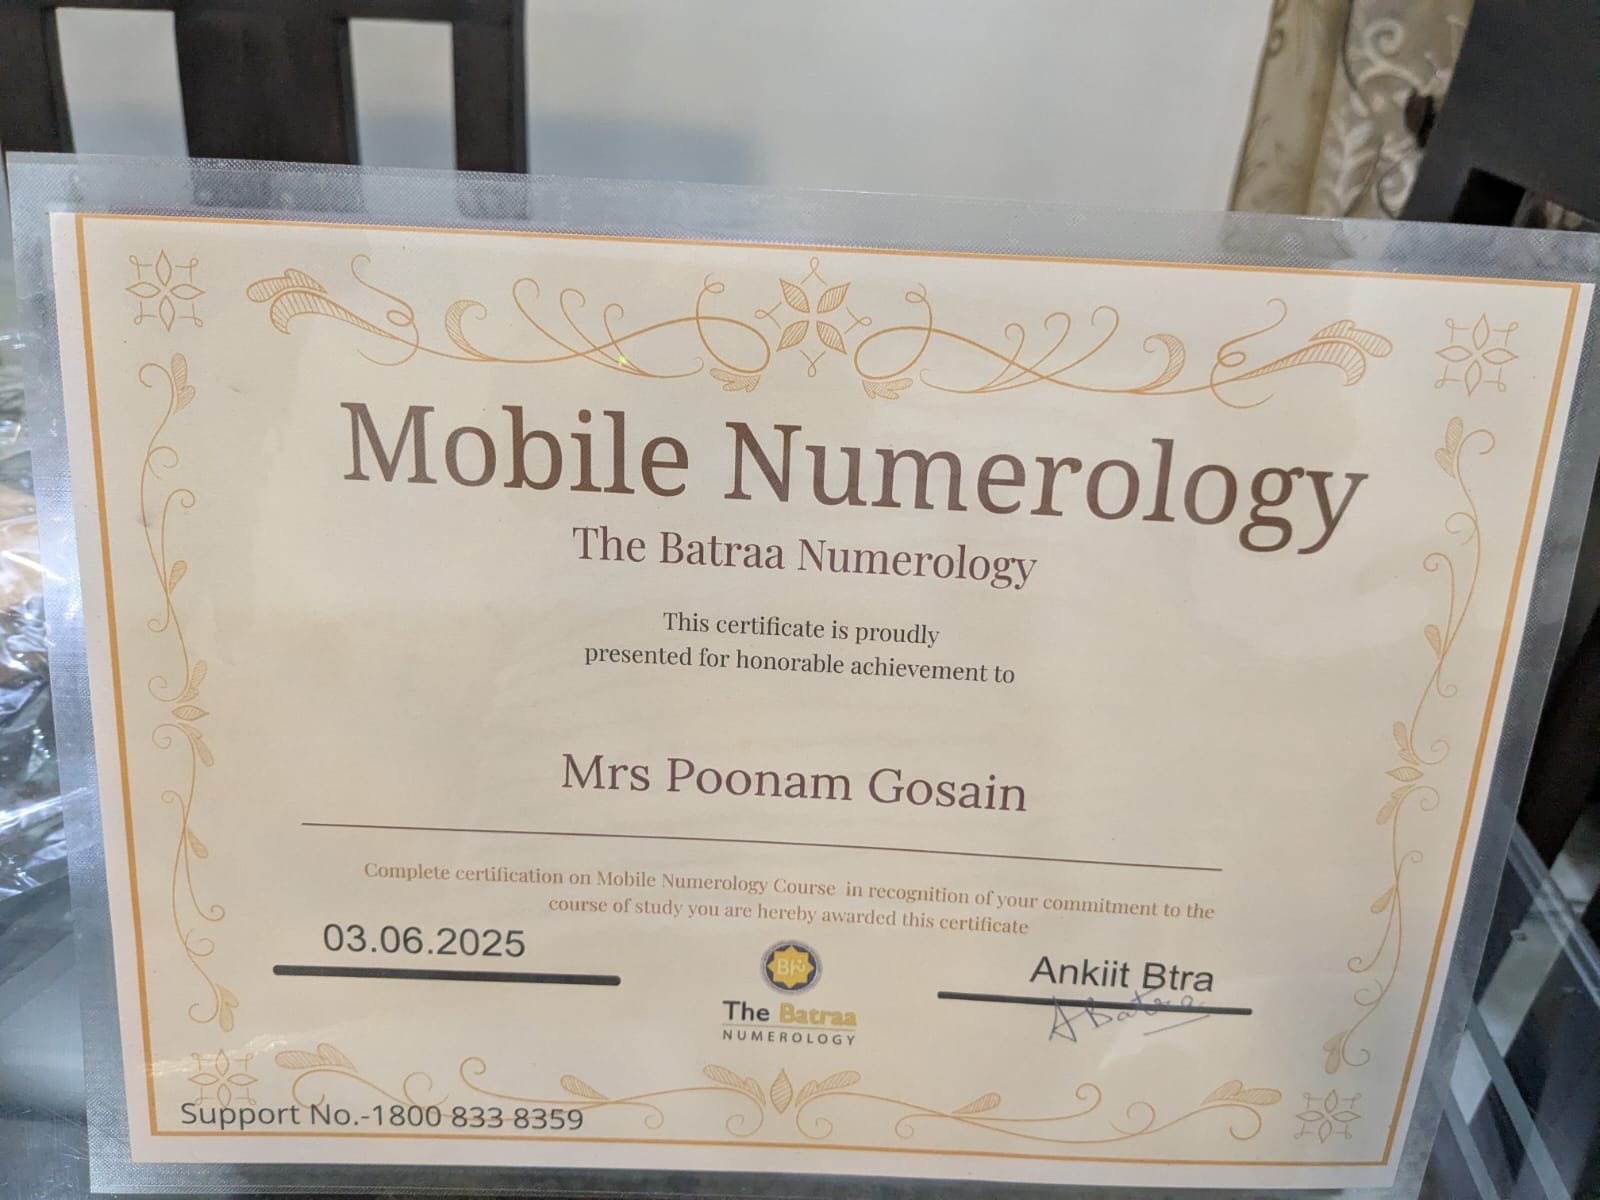 Mobile Numerology
The Batraa Numerology
This certificate is proudly
presented for honorable achievement to
Mrs Poonam Gosain
Complete certification on Mobile Numerology Course in recognition of your commitment to the
course of study you are hereby awarded this certificate
03.06.2025
The Batraa
NUMEROLOGY
Ankiit Btra
ABatra
Support No.-1800 833 8359